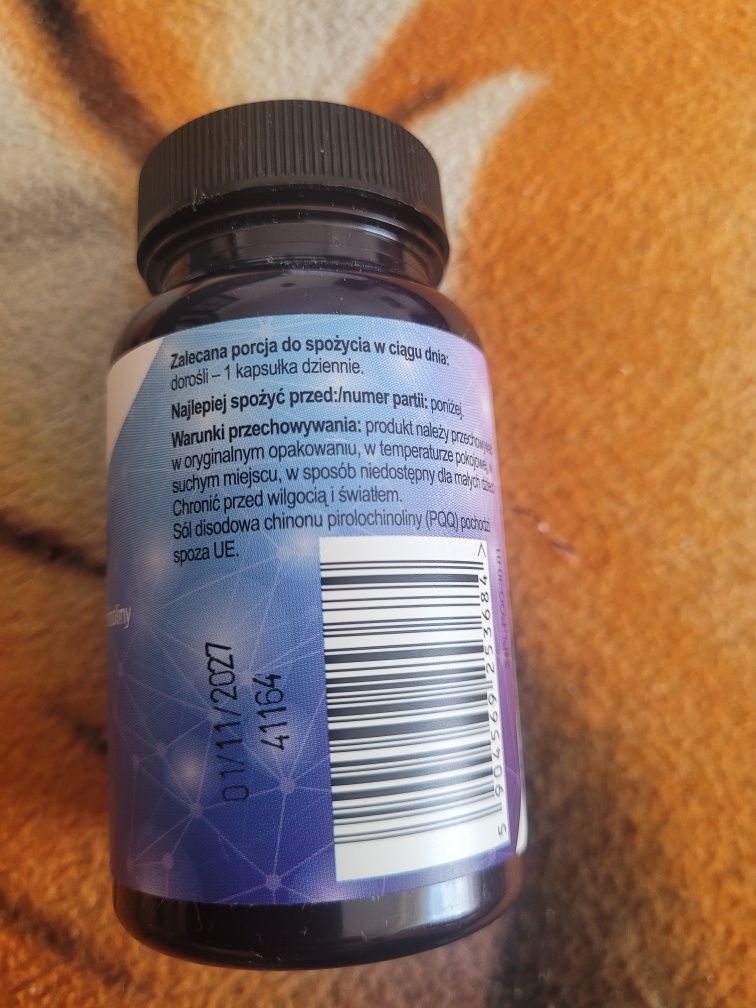 Zalecana porcja do spożycia w ciągu dnia:
dorośli – 1 kapsułka dziennie.
Najlepiej spożyć przed:/numer partii: poniżej.
Warunki przechowywania: produkt należy przechowywać
w oryginalnym opakowaniu, w temperaturze pokojowej, w
suchym miejscu, w sposób niedostępny dla małych dzieci.
Chronić przed wilgocią i światłem.
Sól disodowa chinonu pirolochinoliny (PQQ) pochodzi
spoza UE.
01/11/2027
41164
5 904569 253684 >